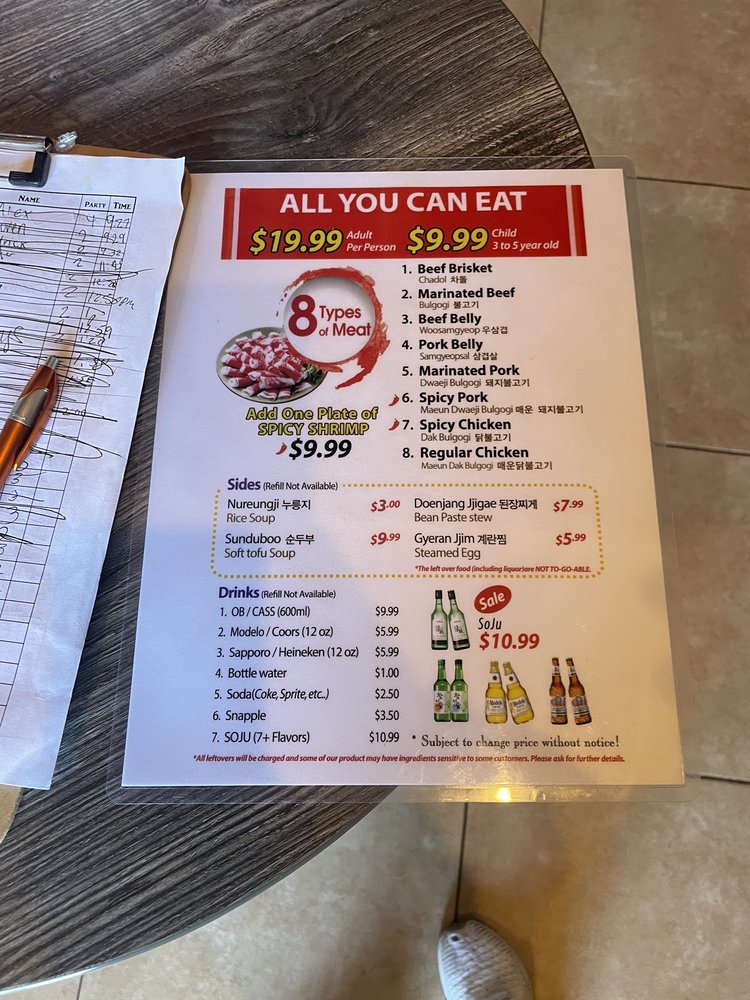 NAME
PARTY TIME
ALL YOU CAN EAT
$19.99 Adult Per Person $9.99 Child 3 to 5 year old
8 Types of Meat
Add One Plate of
SPICY SHRIMP
$9.99
1. Beef Brisket
Chadol 차돌
2. Marinated Beef
Bulgogi 불고기
3. Beef Belly
Woosamgyeop 우삼겹
4. Pork Belly
Samgyeopsal 삼겹살
5. Marinated Pork
Dwaeji Bulgogi 돼지불고기
6. Spicy Pork
Maeun Dwaeji Bulgogi 매운 돼지불고기
7. Spicy Chicken
Dak Bulgogi 닭불고기
8. Regular Chicken
Maeun Dak Bulgogi 매운닭불고기
Sides (Refill Not Available)
Nureungji 누룽지 $3.00
Rice Soup
Doenjang Jjigae 된장찌게 $7.99
Bean Paste stew
Sunduboo 순두부 $9.99
Soft tofu Soup
Gyeran Jjim 계란찜 $5.99
Steamed Egg
*The left over food (including liquor) are NOT TO-GO-ABLE.
Drinks (Refill Not Available)
1. OB / CASS (600ml) $9.99
2. Modelo / Coors (12 oz) $5.99
3. Sapporo / Heineken (12 oz) $5.99
4. Bottle water $1.00
5. Soda(Coke, Sprite, etc..) $2.50
6. Snapple $3.50
7. SOJU (7+ Flavors) $10.99
Sale
SoJu
$10.99
* Subject to change price without notice!
*All leftovers will be charged and some of our product may have ingredients sensitive to some customers. Please ask for further details.